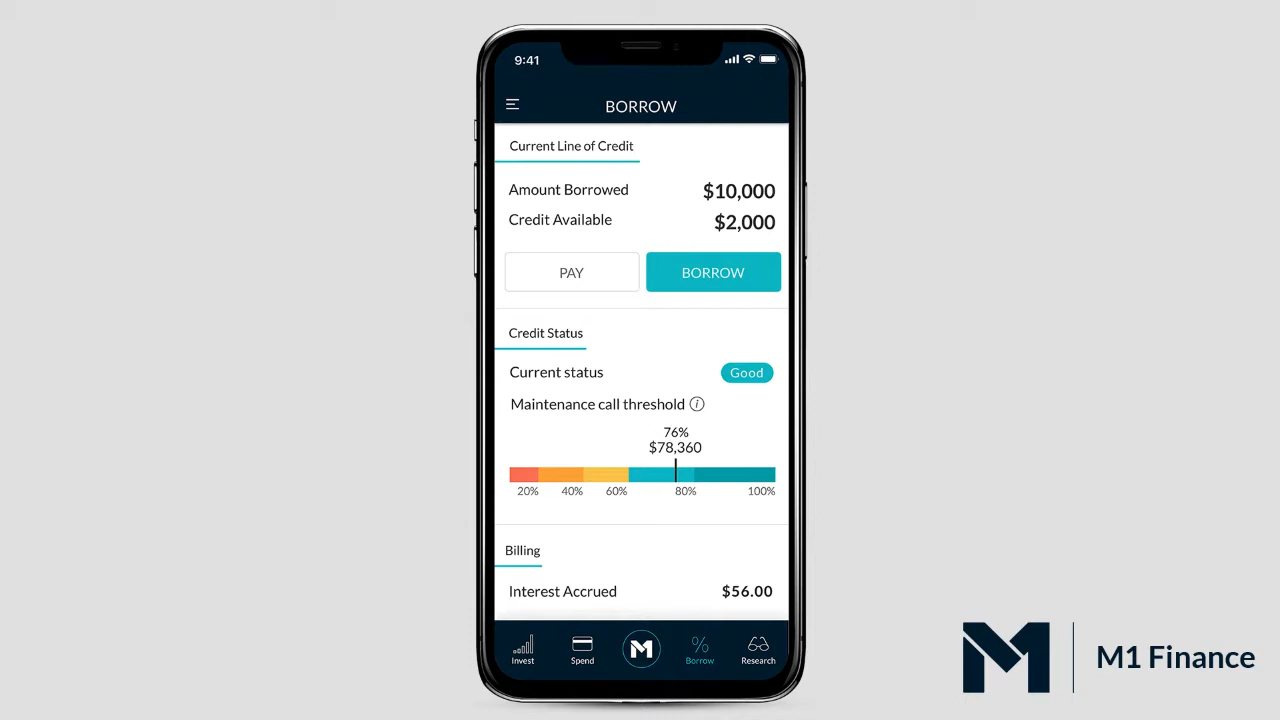 9:41
BORROW
Current Line of Credit
Amount Borrowed $10,000
Credit Available $2,000
PAY BORROW
Credit Status
Current status Good
Maintenance call threshold i
76%
$78,360
20% 40% 60% 80% 100%
Billing
Interest Accrued $56.00
Invest Spend M Borrow Research
M M1 Finance